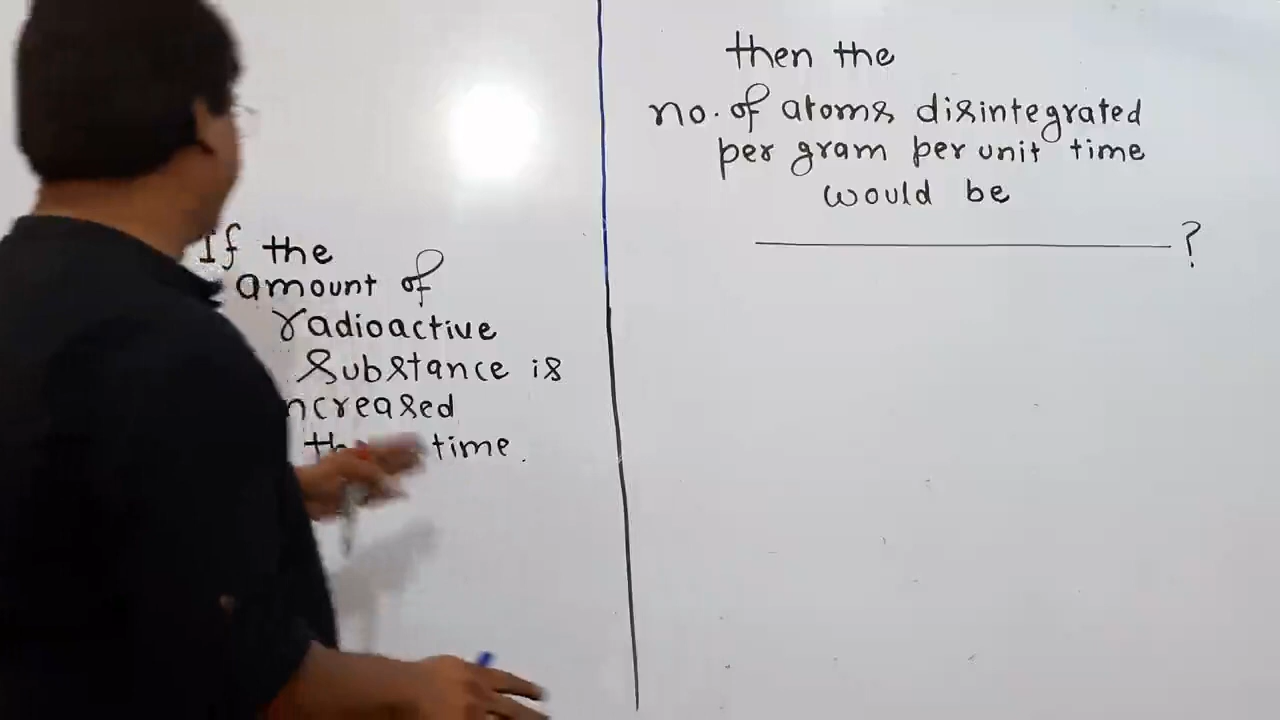 If the
amount of
radioactive
substance is
increased
time.
then the
no. of atoms disintegrated
per gram per unit time
would be
?